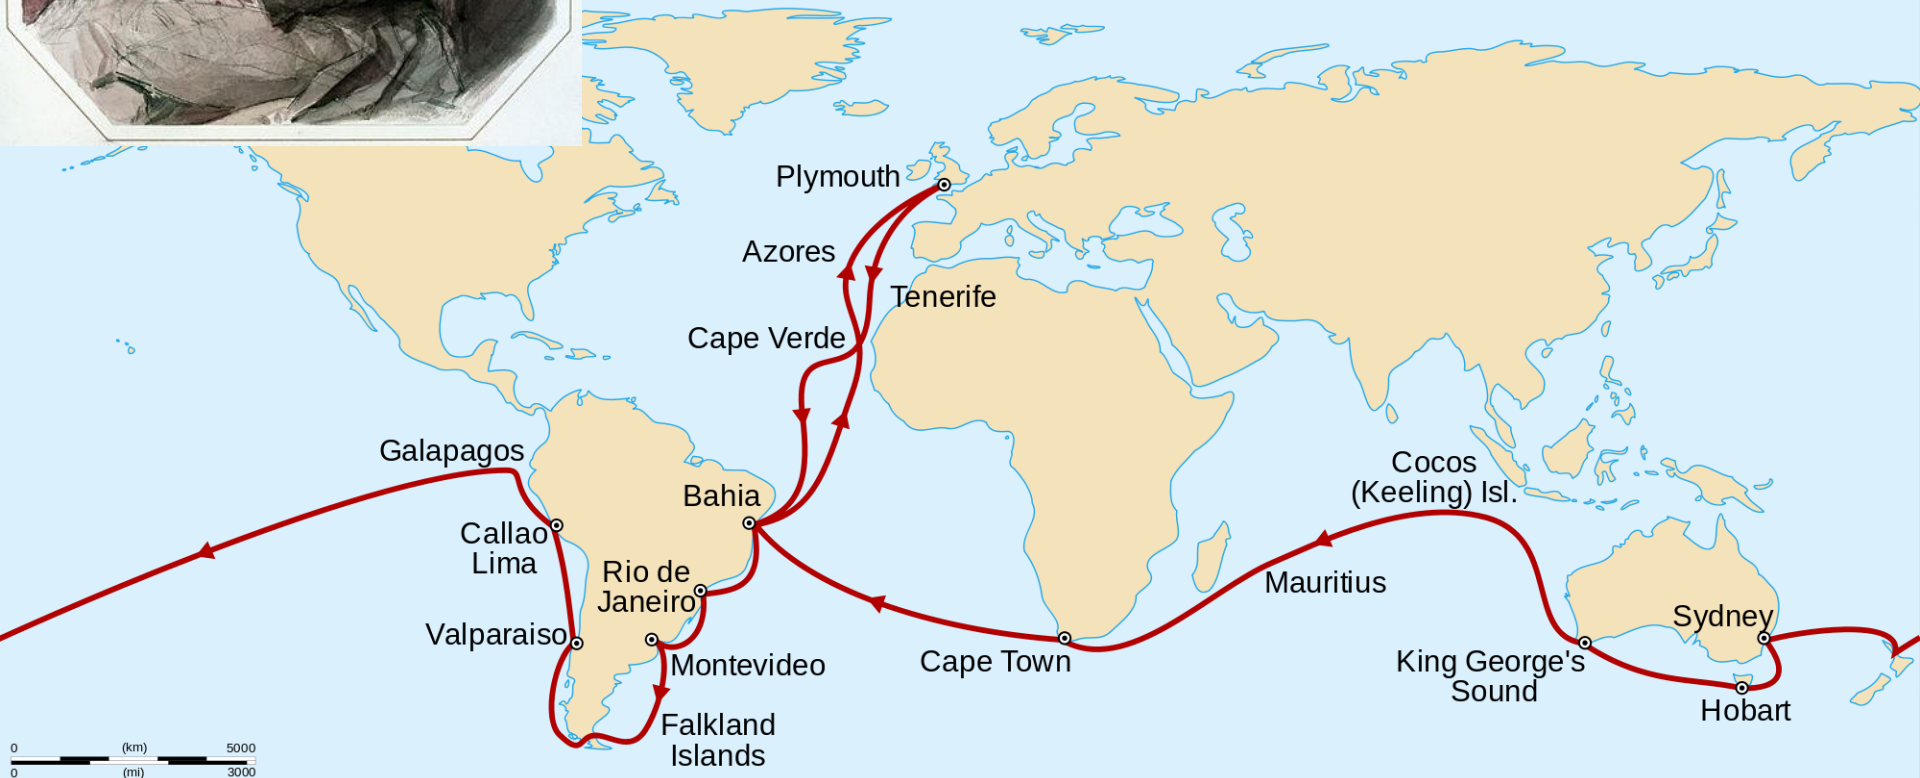 Plymouth
Azores
Tenerife
Cape Verde
Galapagos
Cocos
(Keeling) Isl.
Bahia
Callao
Lima
Rio de
Janeiro
Mauritius
Sydney
Valparaiso
Montevideo
Cape Town
King George's
Sound
Hobart
Falkland
Islands
0 (km) 5000
0 (mi) 3000